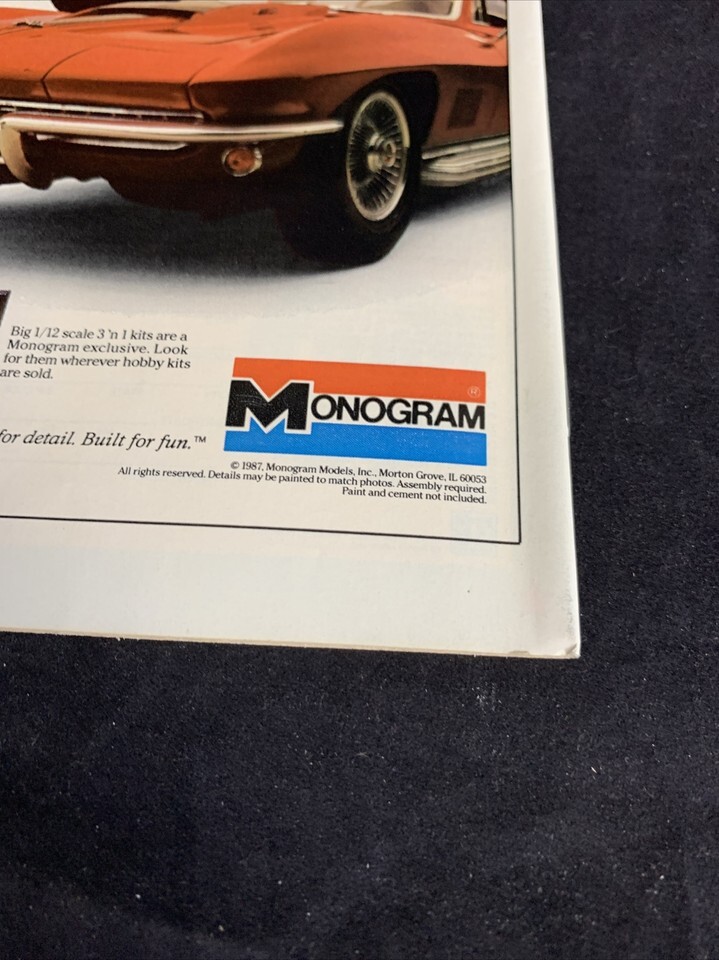 Big 1/12 scale 3 'n 1 kits are a
Monogram exclusive. Look
for them wherever hobby kits
are sold.
MONOGRAM®
for detail. Built for fun.™
© 1987, Monogram Models, Inc., Morton Grove, IL 60053
All rights reserved. Details may be painted to match photos. Assembly required.
Paint and cement not included.